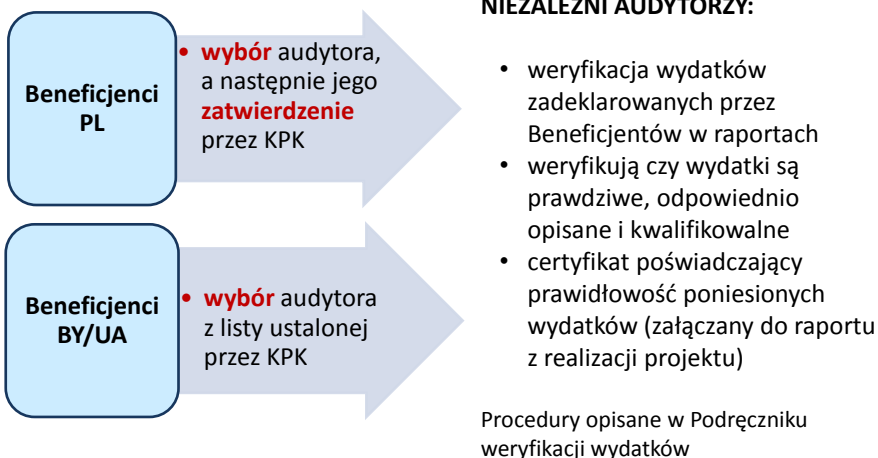 Beneficjenci
PL
• wybór audytora,
a następnie jego
zatwierdzenie
przez KPK
Beneficjenci
BY/UA
• wybór audytora
z listy ustalonej
przez KPK
NIEZALEŻNI AUDYTORZY:
• weryfikacja wydatków
zadeklarowanych przez
Beneficjentów w raportach
• weryfikują czy wydatki są
prawdziwe, odpowiednio
opisane i kwalifikowalne
• certyfikat poświadczający
prawidłowość poniesionych
wydatków (załączany do raportu
z realizacji projektu)
Procedury opisane w Podręczniku
weryfikacji wydatków